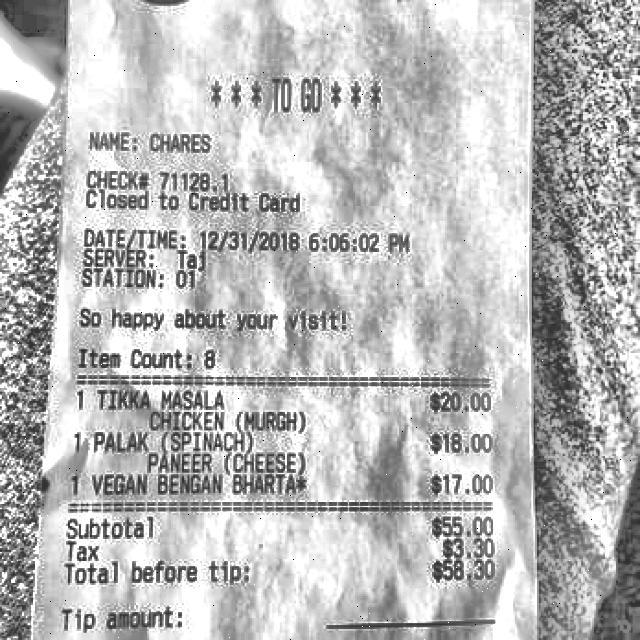 * * * TO GO * * *
NAME: CHARES
CHECK# 71128.1
Closed to Credit Card
DATE/TIME: 12/31/2018 6:06:02 PM
SERVER: Taj
STATION: 01
So happy about your visit!
Item Count: 8
1 TIKKA MASALA $20.00
CHICKEN (MURGH)
1 PALAK (SPINACH) $18.00
PANEER (CHEESE)
1 VEGAN BENGAN BHARTA* $17.00
Subtotal $55.00
Tax $3.30
Total before tip: $58.30
Tip amount: